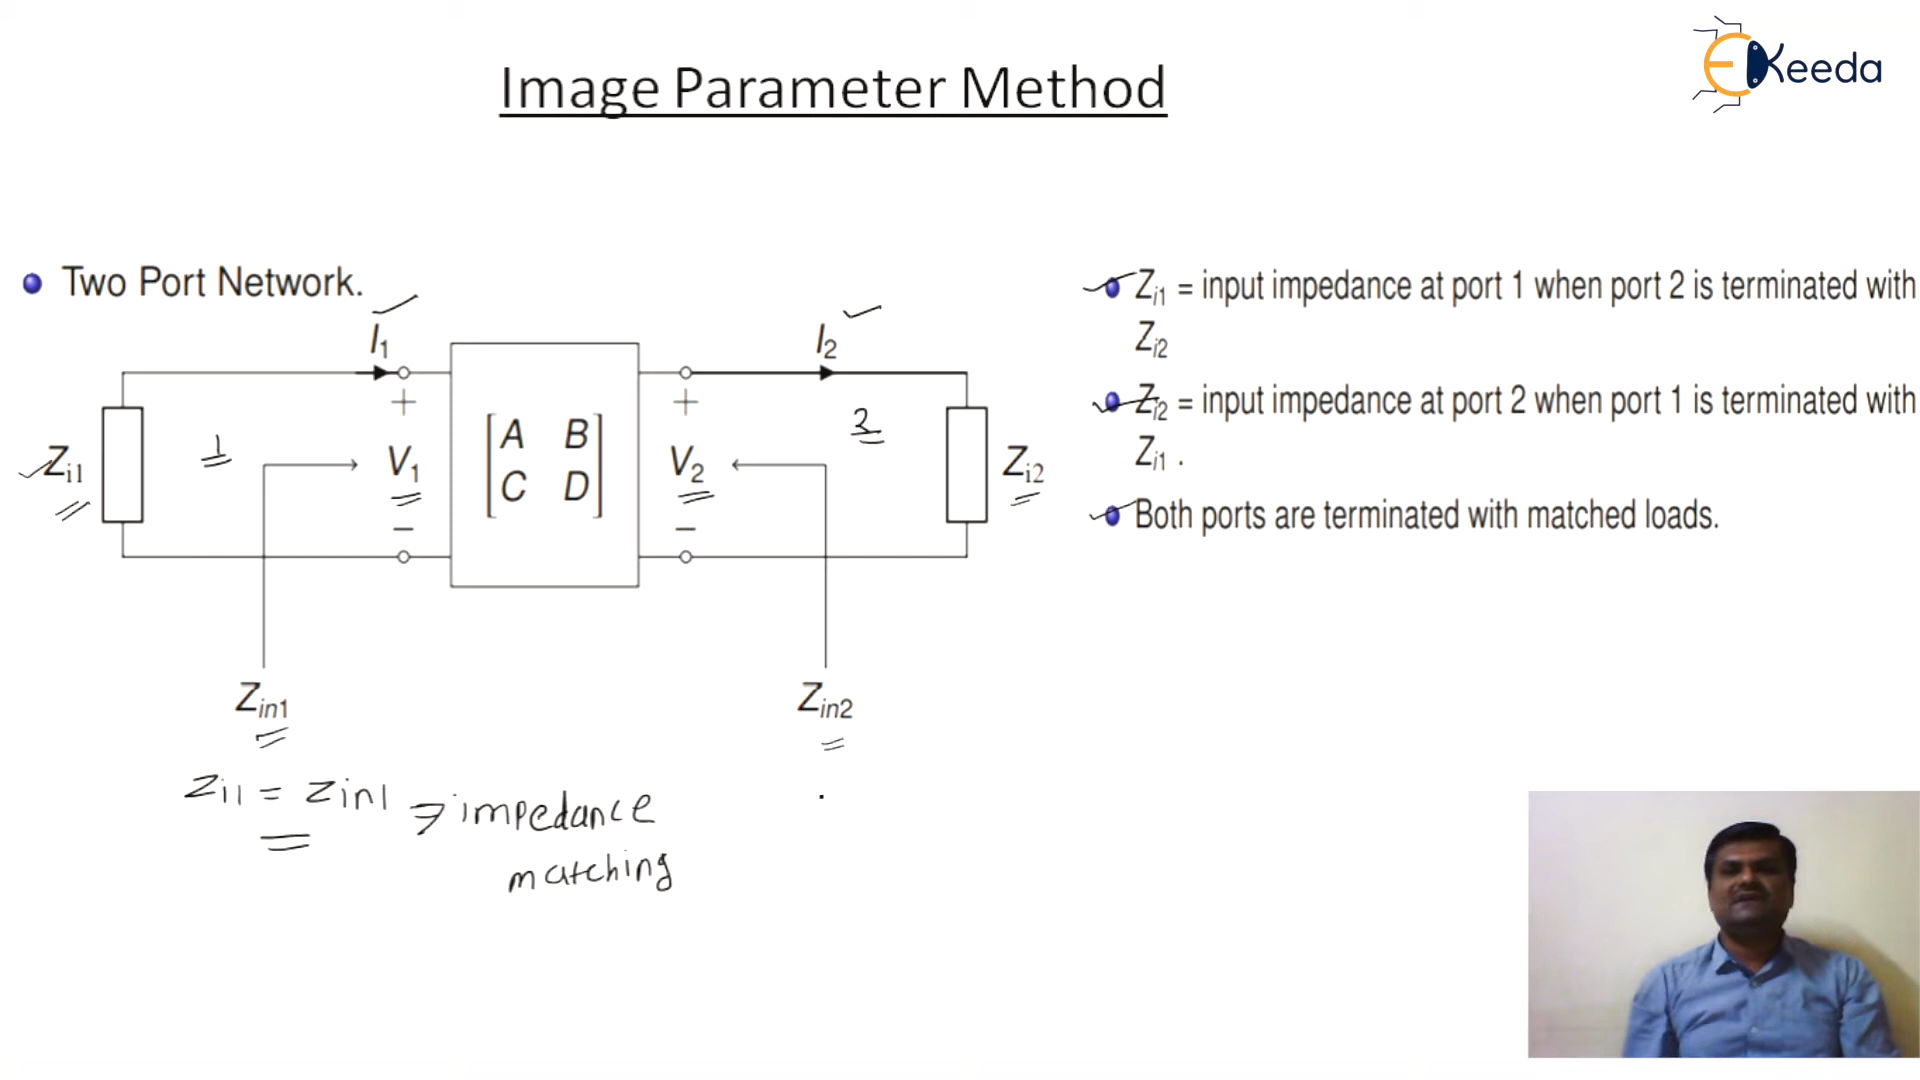 Image Parameter Method
EKeeda
Two Port Network.
I1
I2
+
+
Zi1
1
V1
A B
C D
V2
2
Zi2
−
−
Zin1
Zin2
Zi1 = Zin1 ⇒ impedance
matching
Zi1 = input impedance at port 1 when port 2 is terminated with
Zi2
Zi2 = input impedance at port 2 when port 1 is terminated with
Zi1 .
Both ports are terminated with matched loads.